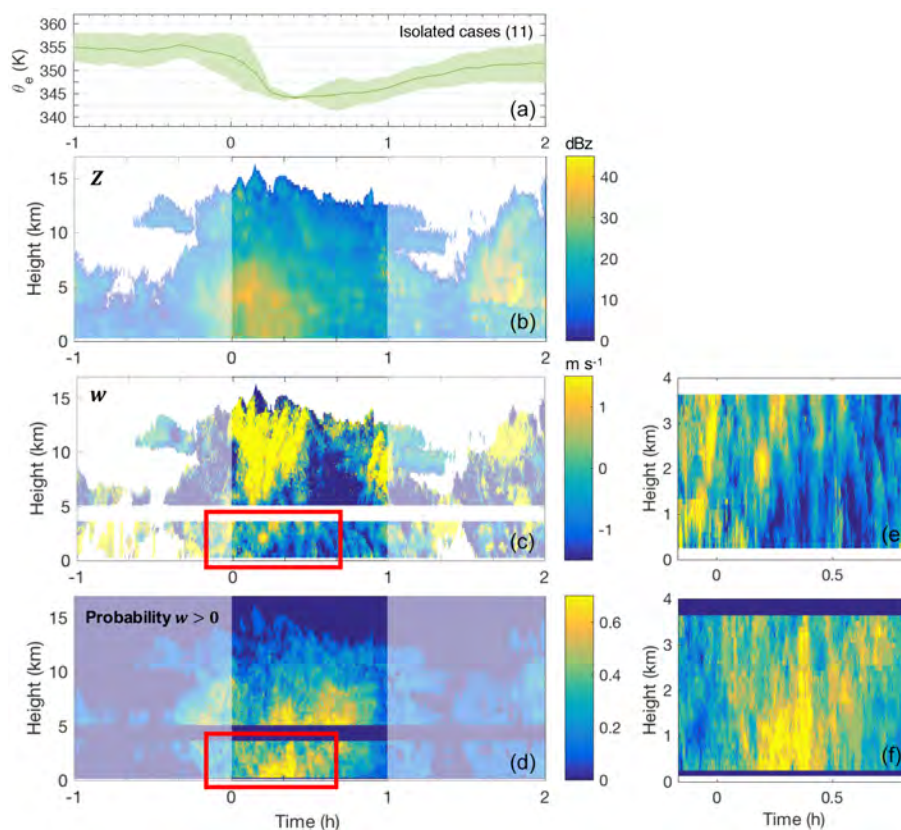 360
355
350
345
340
θe (K)
Isolated cases (11)
(a)
-1 0 1 2
dBz
15
10
5
0
Height (km)
Z
(b)
40
30
20
10
0
-1 0 1 2
m s-1
15
10
5
0
Height (km)
w
(c)
1
0
-1
-1 0 1 2
4
3
2
1
0
Height (km)
(e)
0 0.5
15
10
5
0
Height (km)
Probability w > 0
(d)
0.6
0.4
0.2
0
-1 0 1 2
Time (h)
4
3
2
1
0
Height (km)
(f)
0 0.5
Time (h)